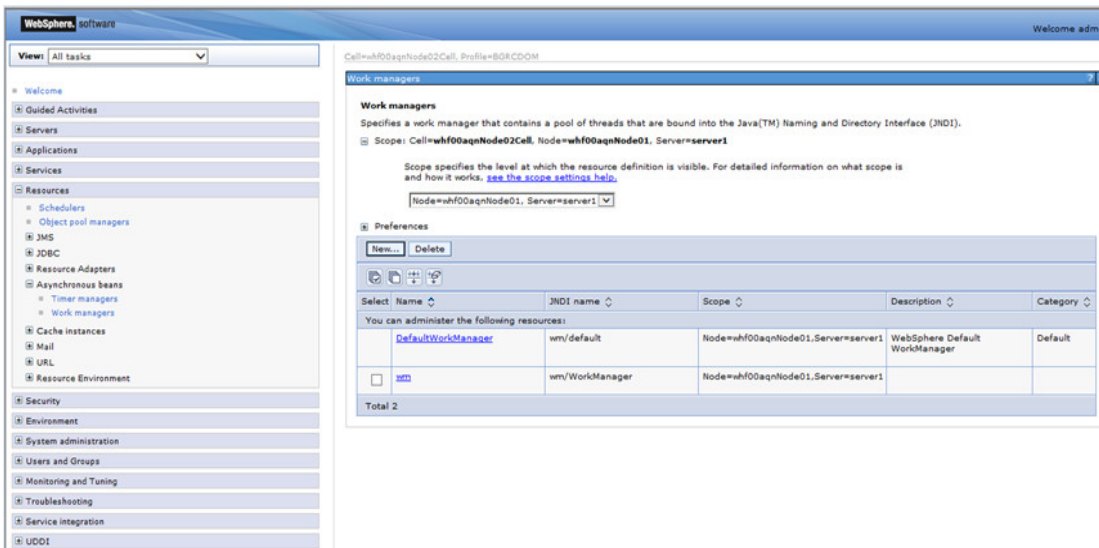 WebSphere. software
Welcome adm
View: All tasks
Cell=whf00aqnNode02Cell, Profile=BGRCDOM
Work managers
?
Welcome
Guided Activities
Servers
Applications
Services
Resources
Schedulers
Object pool managers
JMS
JDBC
Resource Adapters
Asynchronous beans
Timer managers
Work managers
Cache instances
Mail
URL
Resource Environment
Security
Environment
System administration
Users and Groups
Monitoring and Tuning
Troubleshooting
Service integration
UDDI
Work managers
Specifies a work manager that contains a pool of threads that are bound into the Java(TM) Naming and Directory Interface (JNDI).
Scope: Cell=whf00aqnNode02Cell, Node=whf00aqnNode01, Server=server1
Scope specifies the level at which the resource definition is visible. For detailed information on what scope is
and how it works, see the scope settings help.
Node=whf00aqnNode01, Server=server1
Preferences
New... Delete
Select Name JNDI name Scope Description Category
You can administer the following resources:
DefaultWorkManager wm/default Node=whf00aqnNode01,Server=server1 WebSphere Default Default
WorkManager
wm wm/WorkManager Node=whf00aqnNode01,Server=server1
Total 2